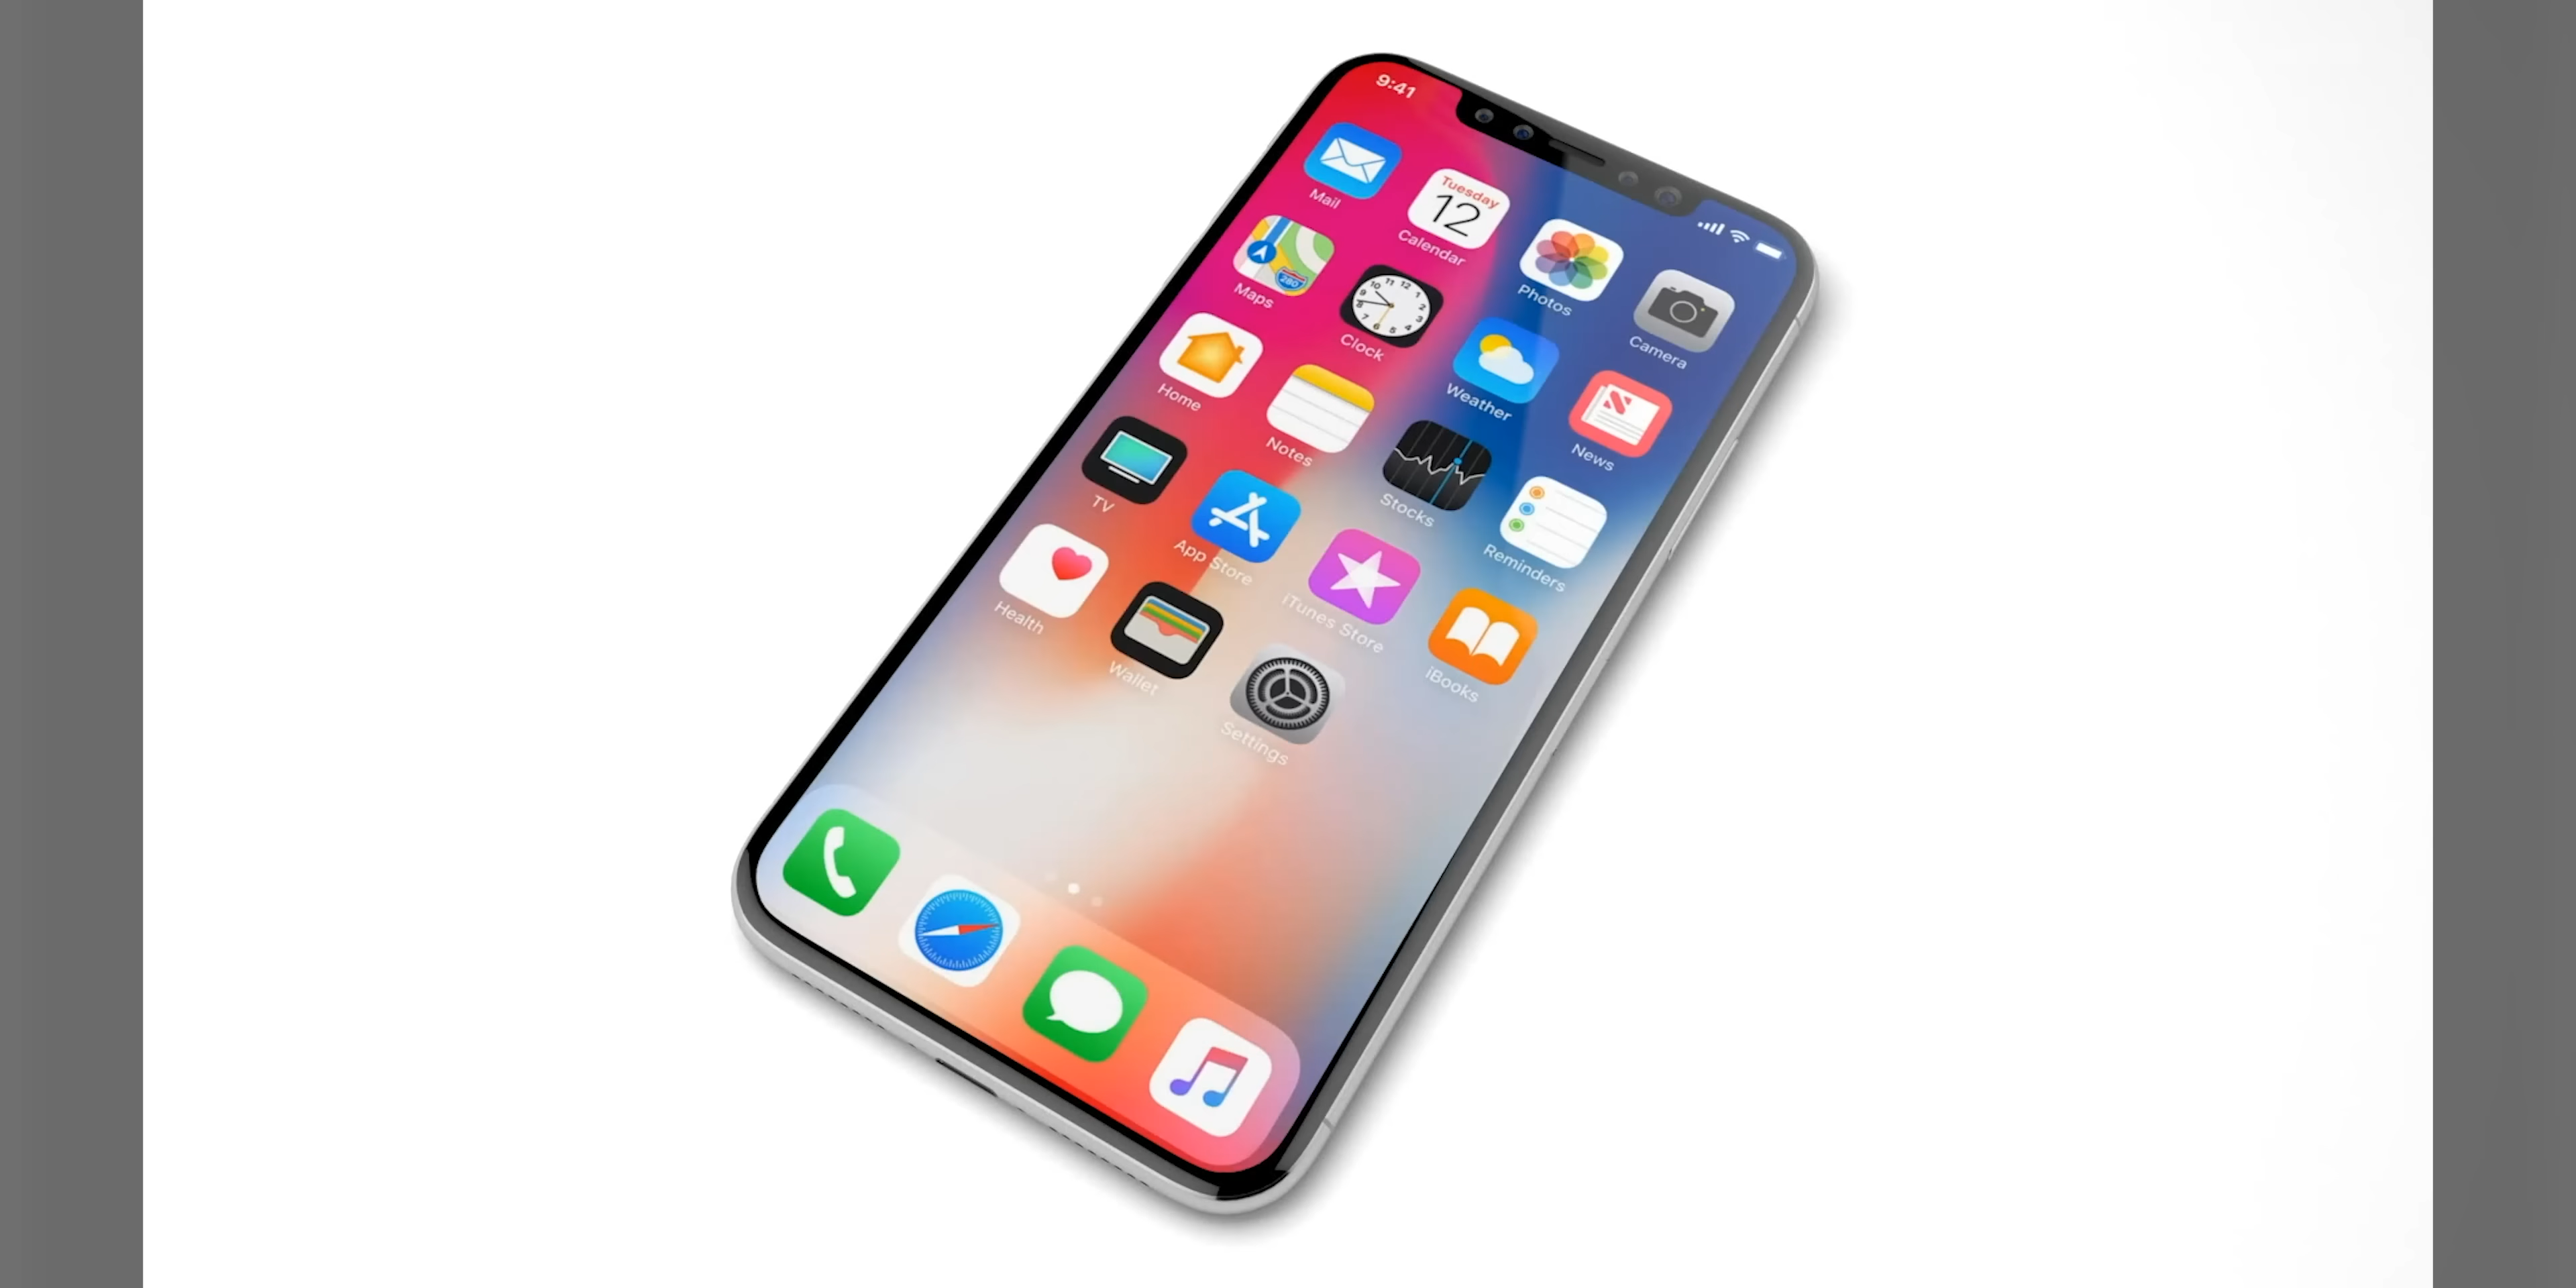 9:41
Tuesday
12
Mail
Calendar
Photos
Camera
280
Maps
Clock
Weather
News
Home
Notes
Stocks
Reminders
TV
App Store
iTunes Store
iBooks
Health
Wallet
Settings